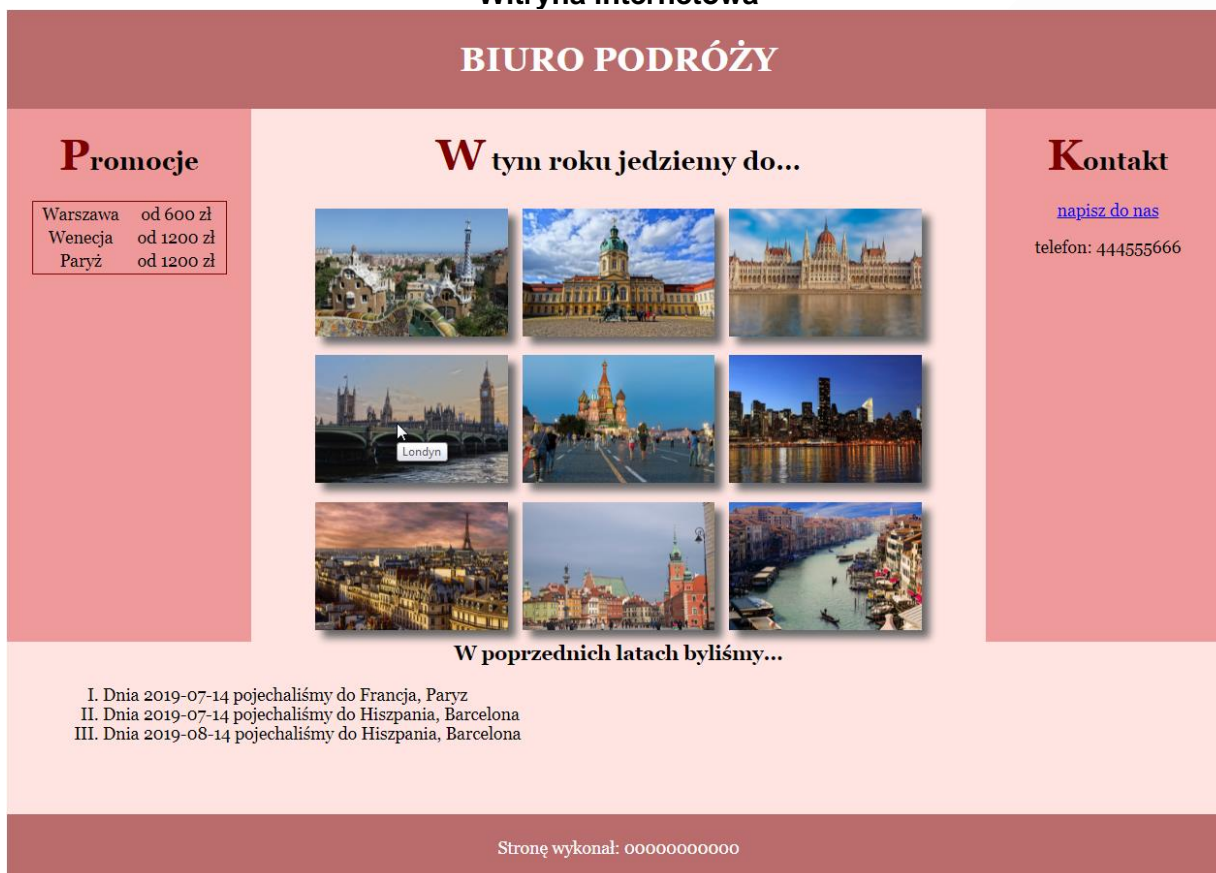 Witryna internetowa
BIURO PODRÓŻY
Promocje
Warszawa od 600 zł
Wenecja od 1200 zł
Paryż od 1200 zł
W tym roku jedziemy do...
Londyn
Kontakt
napisz do nas
telefon: 444555666
W poprzednich latach byliśmy...
I. Dnia 2019-07-14 pojechaliśmy do Francja, Paryz
II. Dnia 2019-07-14 pojechaliśmy do Hiszpania, Barcelona
III. Dnia 2019-08-14 pojechaliśmy do Hiszpania, Barcelona
Stronę wykonał: 00000000000